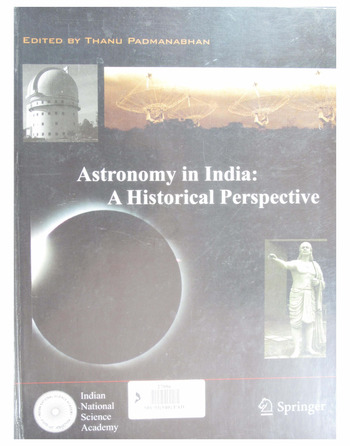 EDITED BY THANU PADMANABHAN
Astronomy in India:
A Historical Perspective
Indian
National
Science
Academy
Springer